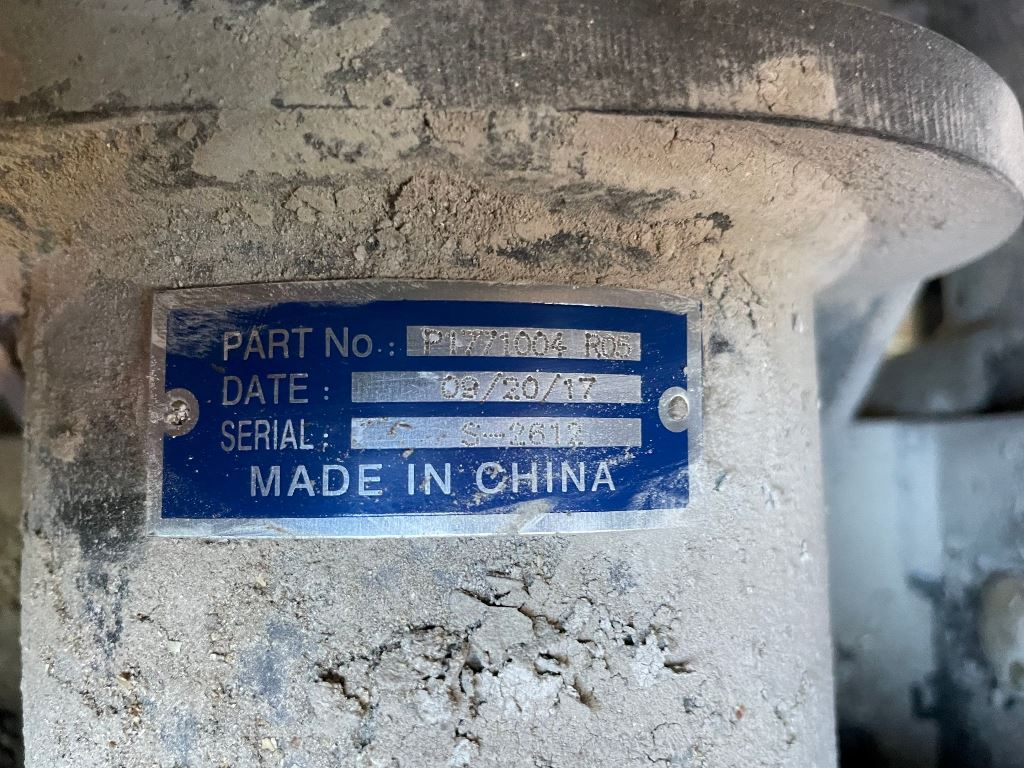 PART No.: P1771004 R05
DATE: 09/20/17
SERIAL: S-2612
MADE IN CHINA